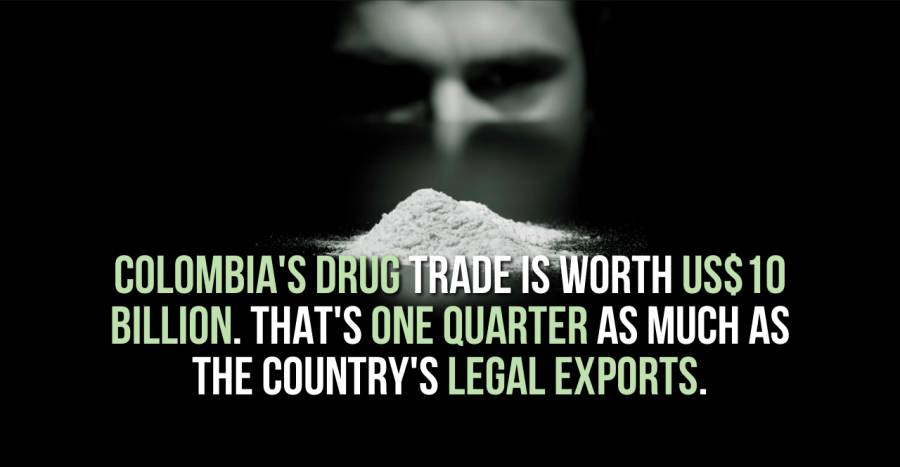 COLOMBIA'S DRUG TRADE IS WORTH US$10
BILLION. THAT'S ONE QUARTER AS MUCH AS
THE COUNTRY'S LEGAL EXPORTS.